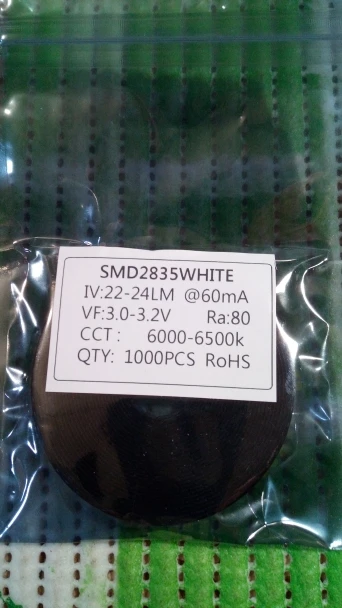 SMD2835WHITE
IV:22-24LM @60mA
VF:3.0-3.2V Ra:80
CCT : 6000-6500k
QTY: 1000PCS RoHS